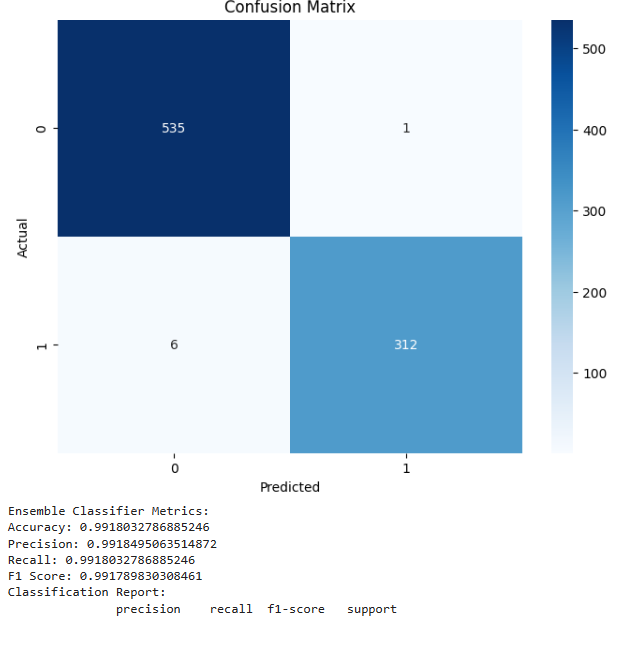 Confusion Matrix
500
400
300
200
100
0
535
1
Actual
1
6
312
0
1
Predicted
Ensemble Classifier Metrics:
Accuracy: 0.9918032786885246
Precision: 0.9918495063514872
Recall: 0.9918032786885246
F1 Score: 0.991789830308461
Classification Report:
precision recall f1-score support